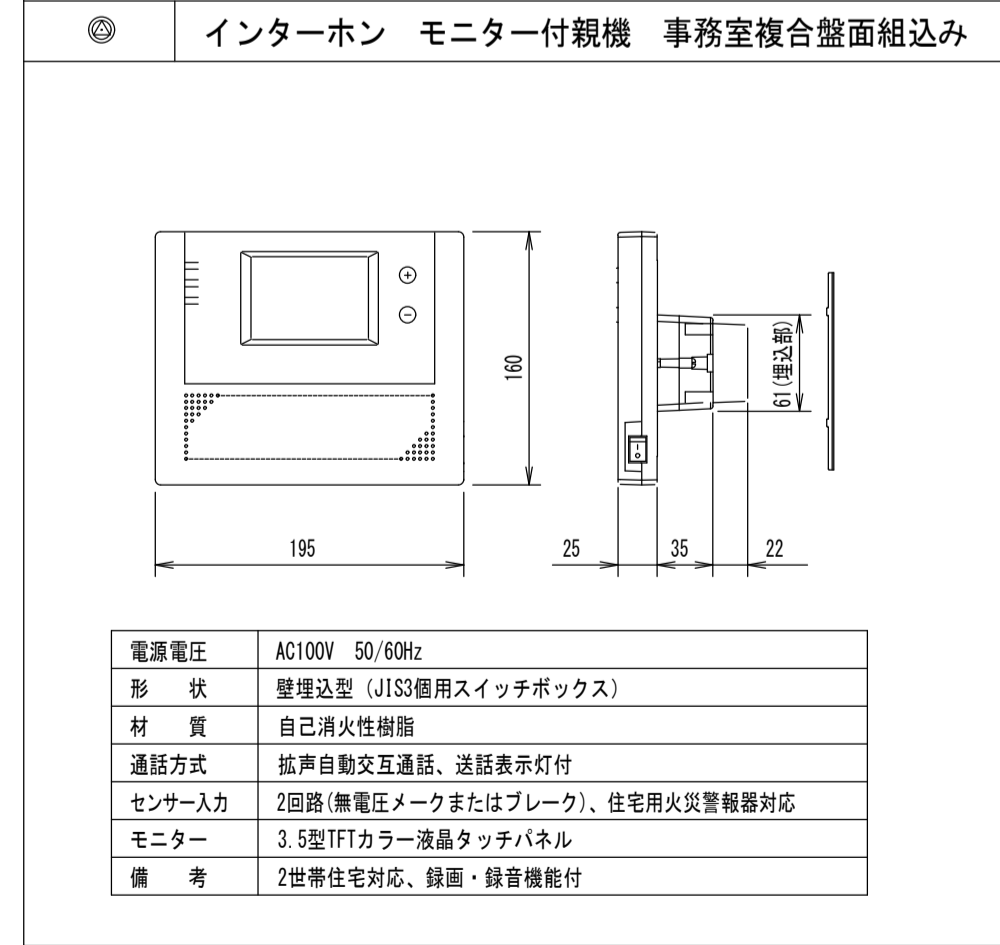 インターホン　モニター付親機　事務室複合盤面組込み
160
61(埋込部)
195
25
35
22
電源電圧 AC100V　50/60Hz
形　　状 壁埋込型（JIS3個用スイッチボックス）
材　　質 自己消火性樹脂
通話方式 拡声自動交互通話、送話表示灯付
センサー入力 2回路(無電圧メークまたはブレーク)、住宅用火災警報器対応
モニター 3.5型TFTカラー液晶タッチパネル
備　　考 2世帯住宅対応、録画・録音機能付